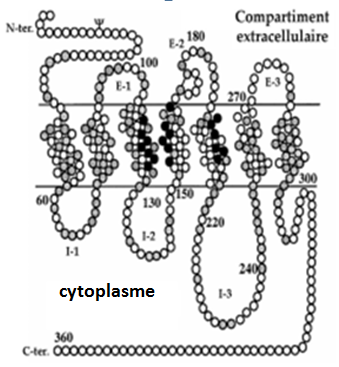 N-ter.
Ψ
Compartiment
extracellulaire
E-2
180
100
E-1
E-3
270
60
130
150
300
220
I-1
I-2
240
I-3
cytoplasme
360
C-ter.